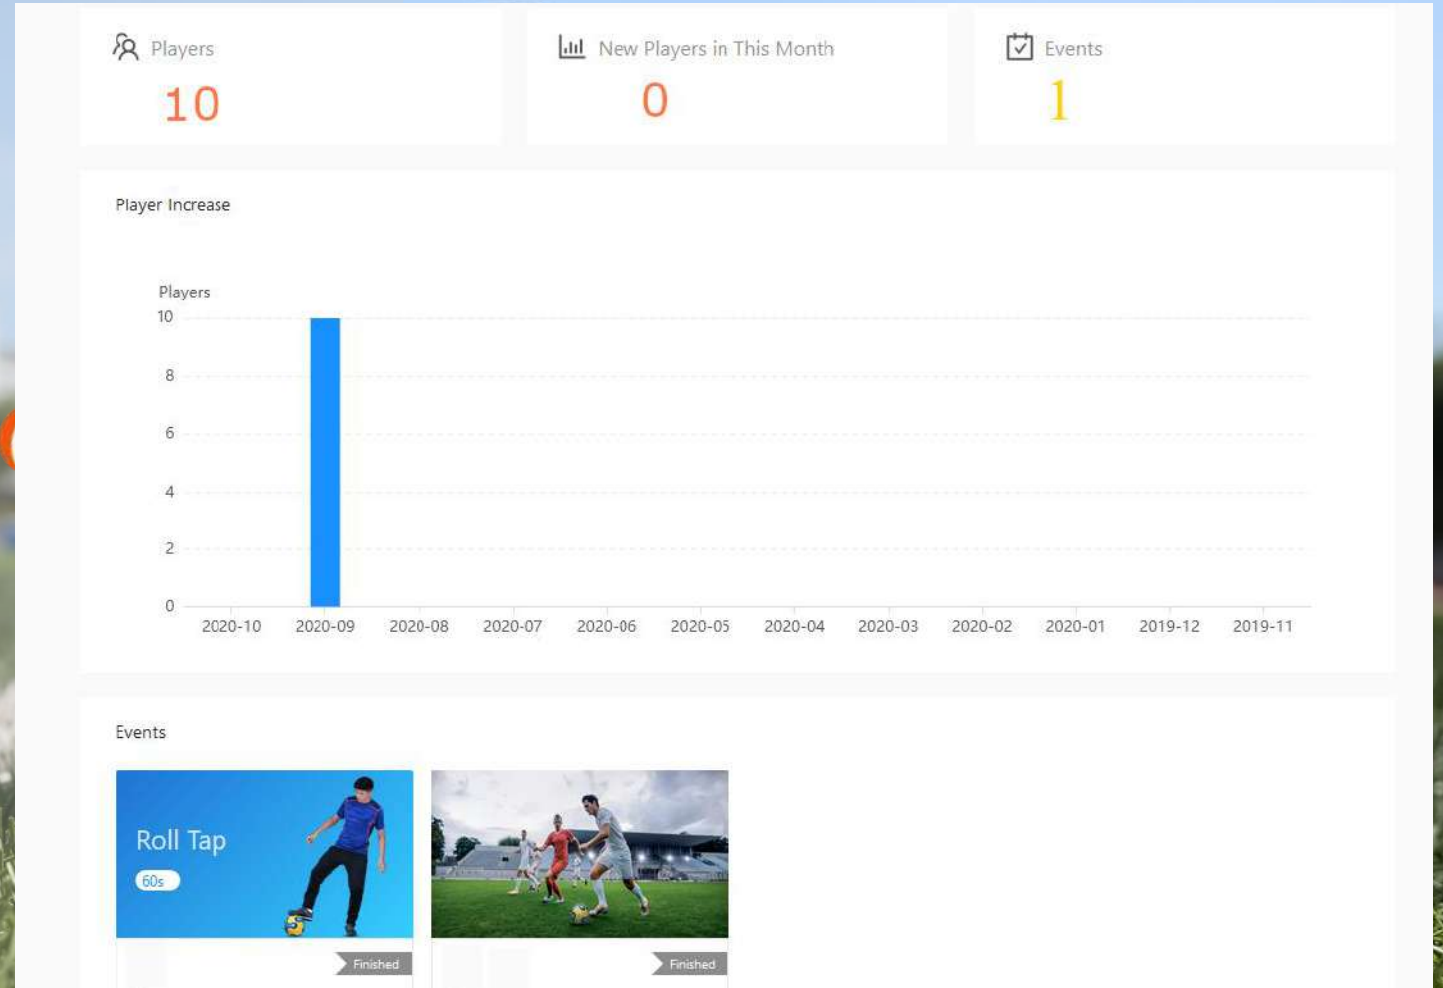 Players
10
New Players in This Month
0
Events
1
Player Increase
Players
10
8
6
4
2
0
2020-10 2020-09 2020-08 2020-07 2020-06 2020-05 2020-04 2020-03 2020-02 2020-01 2019-12 2019-11
Events
Roll Tap
60s
Finished
Finished